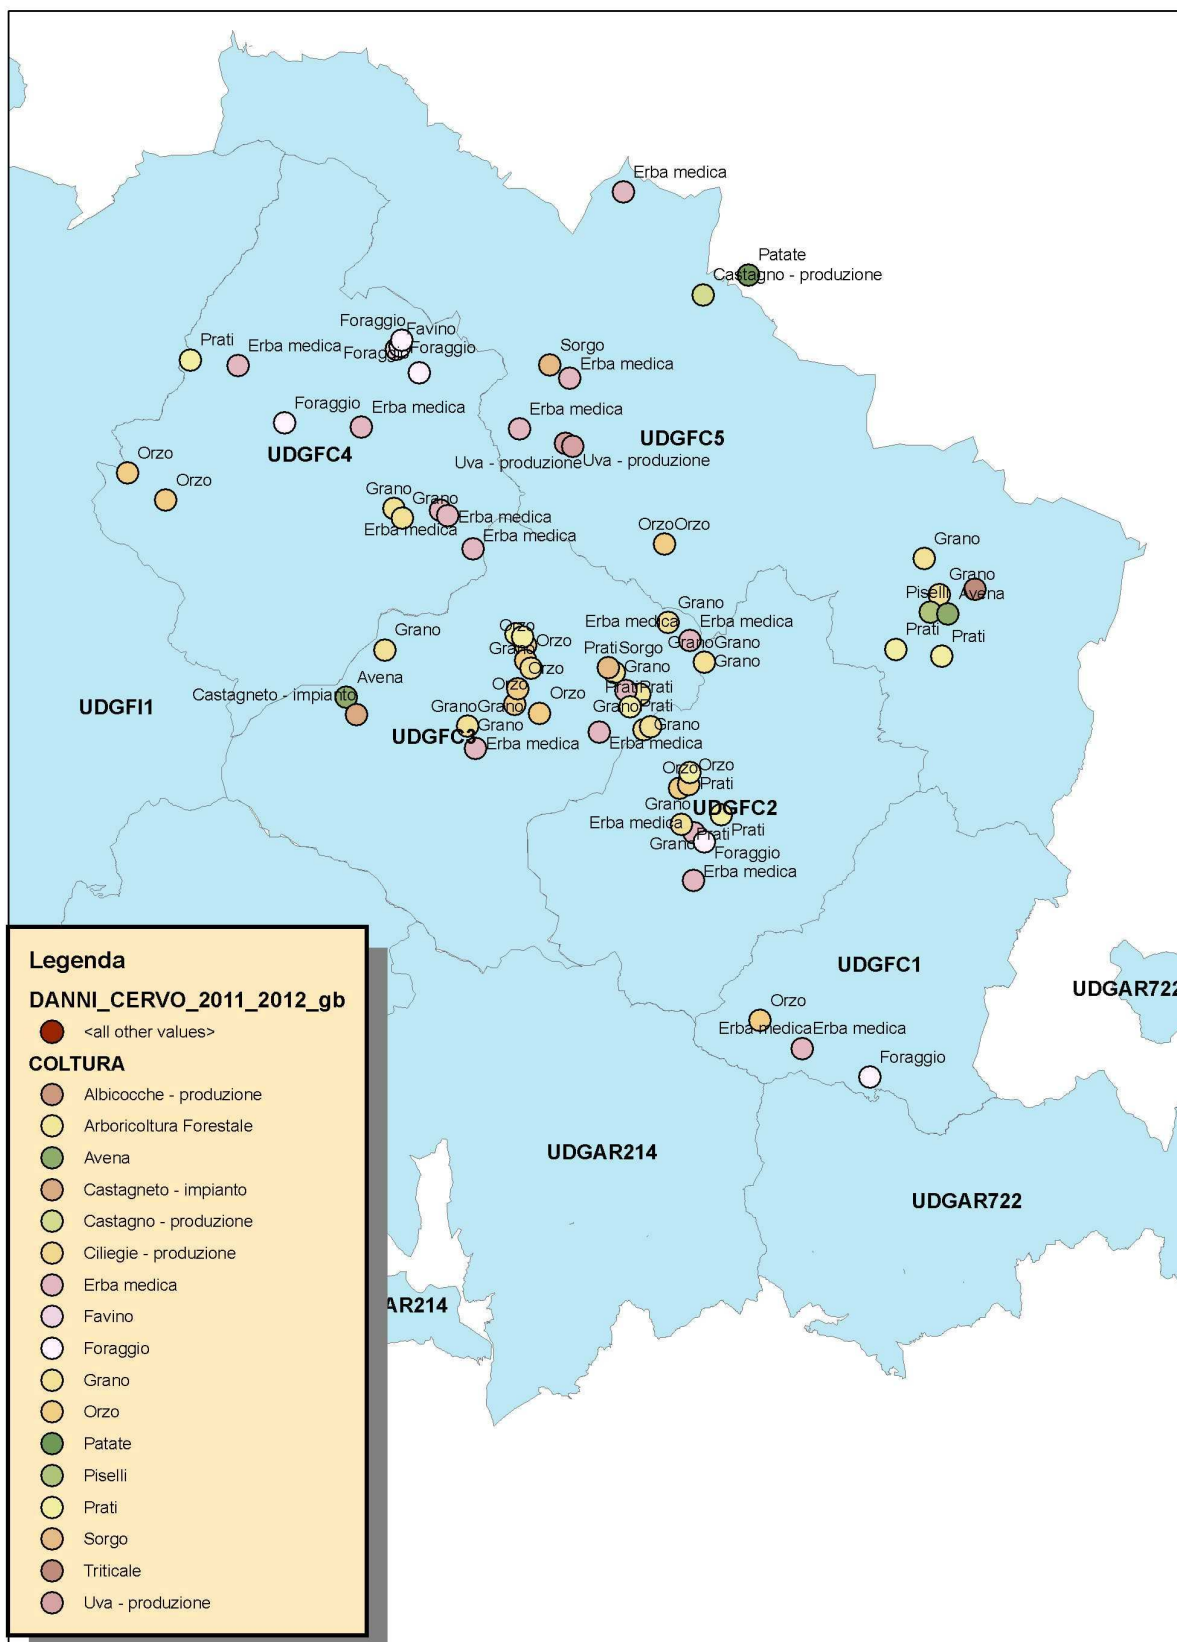 Erba medica
Patate
Castagno - produzione
Foraggio
Favino
Foraggio
Foraggio
Prati
Erba medica
Sorgo
Erba medica
Foraggio
Erba medica
Erba medica
UDGFC5
UDGFC4
Uva - produzione
Uva - produzione
Orzo
Orzo
Grano
Grano
Erba medica
Erba medica
Erba medica
Orzo
Orzo
Grano
Grano
Piselli
Avena
Prati
Prati
Grano
Erba medica
Erba medica
Grano
Grano
Grano
Grano
Orzo
Orzo
Grano
Orzo
Prati
Sorgo
Grano
Avena
Castagneto - impianto
Orzo
Orzo
Prati
Prati
Grano
Prati
UDGFI1
Grano
Grano
Grano
Grano
UDGFC3
Erba medica
Erba medica
Orzo
Orzo
Prati
Grano
UDGFC2
Erba medica
Prati
Prati
Grano
Foraggio
Erba medica
UDGFC1
UDGAR722
Orzo
Erba medica
Erba medica
Foraggio
UDGAR214
UDGAR722
AR214
Legenda
DANNI_CERVO_2011_2012_gb
<all other values>
COLTURA
Albicocche - produzione
Arboricoltura Forestale
Avena
Castagneto - impianto
Castagno - produzione
Ciliegie - produzione
Erba medica
Favino
Foraggio
Grano
Orzo
Patate
Piselli
Prati
Sorgo
Triticale
Uva - produzione